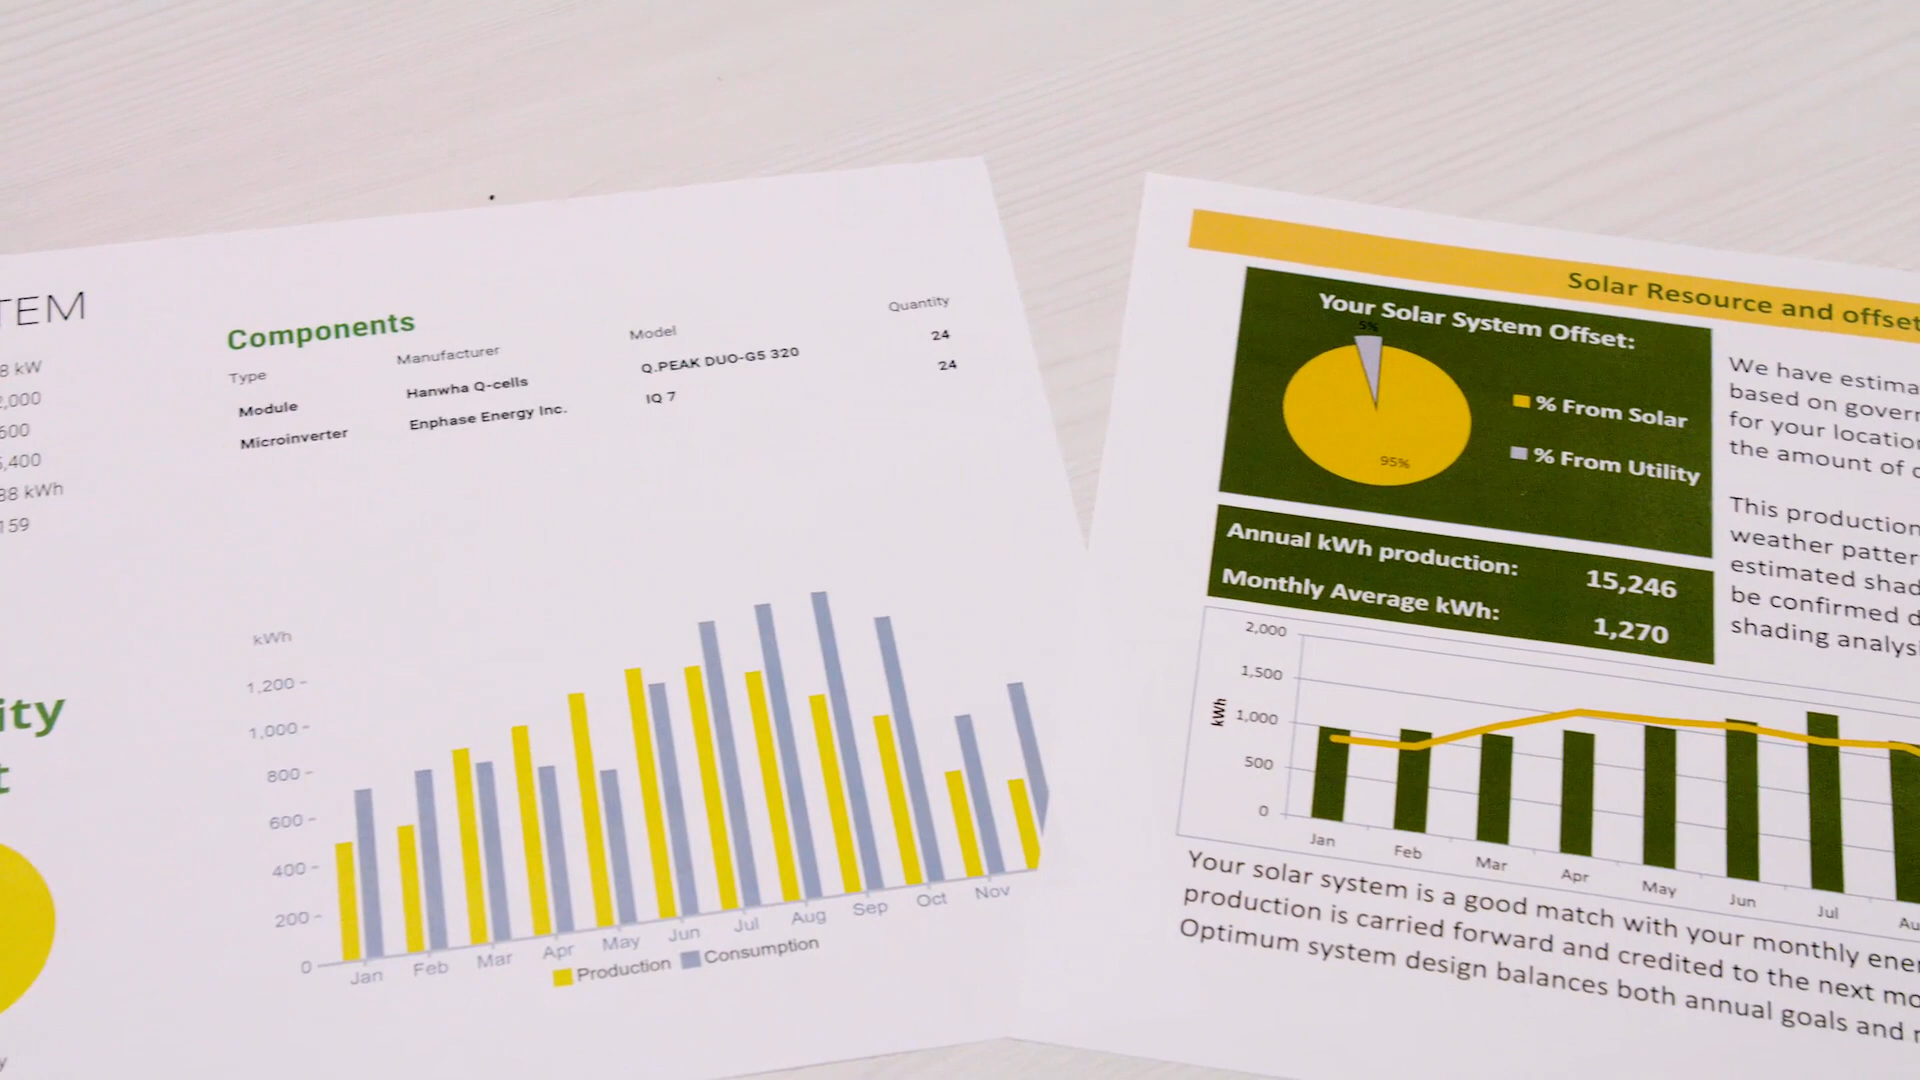 TEM
8 kW
,000
600
,400
88 kWh
159
ity
Components
Type Manufacturer Model Quantity
Module Hanwha Q-cells Q.PEAK DUO-G5 320 24
Microinverter Enphase Energy Inc. IQ 7 24
kWh
1,200
1,000
800
600
400
200
0
Jan Feb Mar Apr May Jun Jul Aug Sep Oct Nov
Production Consumption
Solar Resource and offset
Your Solar System Offset:
5%
95%
% From Solar
% From Utility
Annual kWh production: 15,246
Monthly Average kWh: 1,270
We have estima
based on govern
for your location
the amount of
This production
weather patter
estimated shad
be confirmed d
shading analysi
2,000
1,500
1,000
500
0
kWh
Jan Feb Mar Apr May Jun Jul Au
Your solar system is a good match with your monthly ene
production is carried forward and credited to the next mo
Optimum system design balances both annual goals and